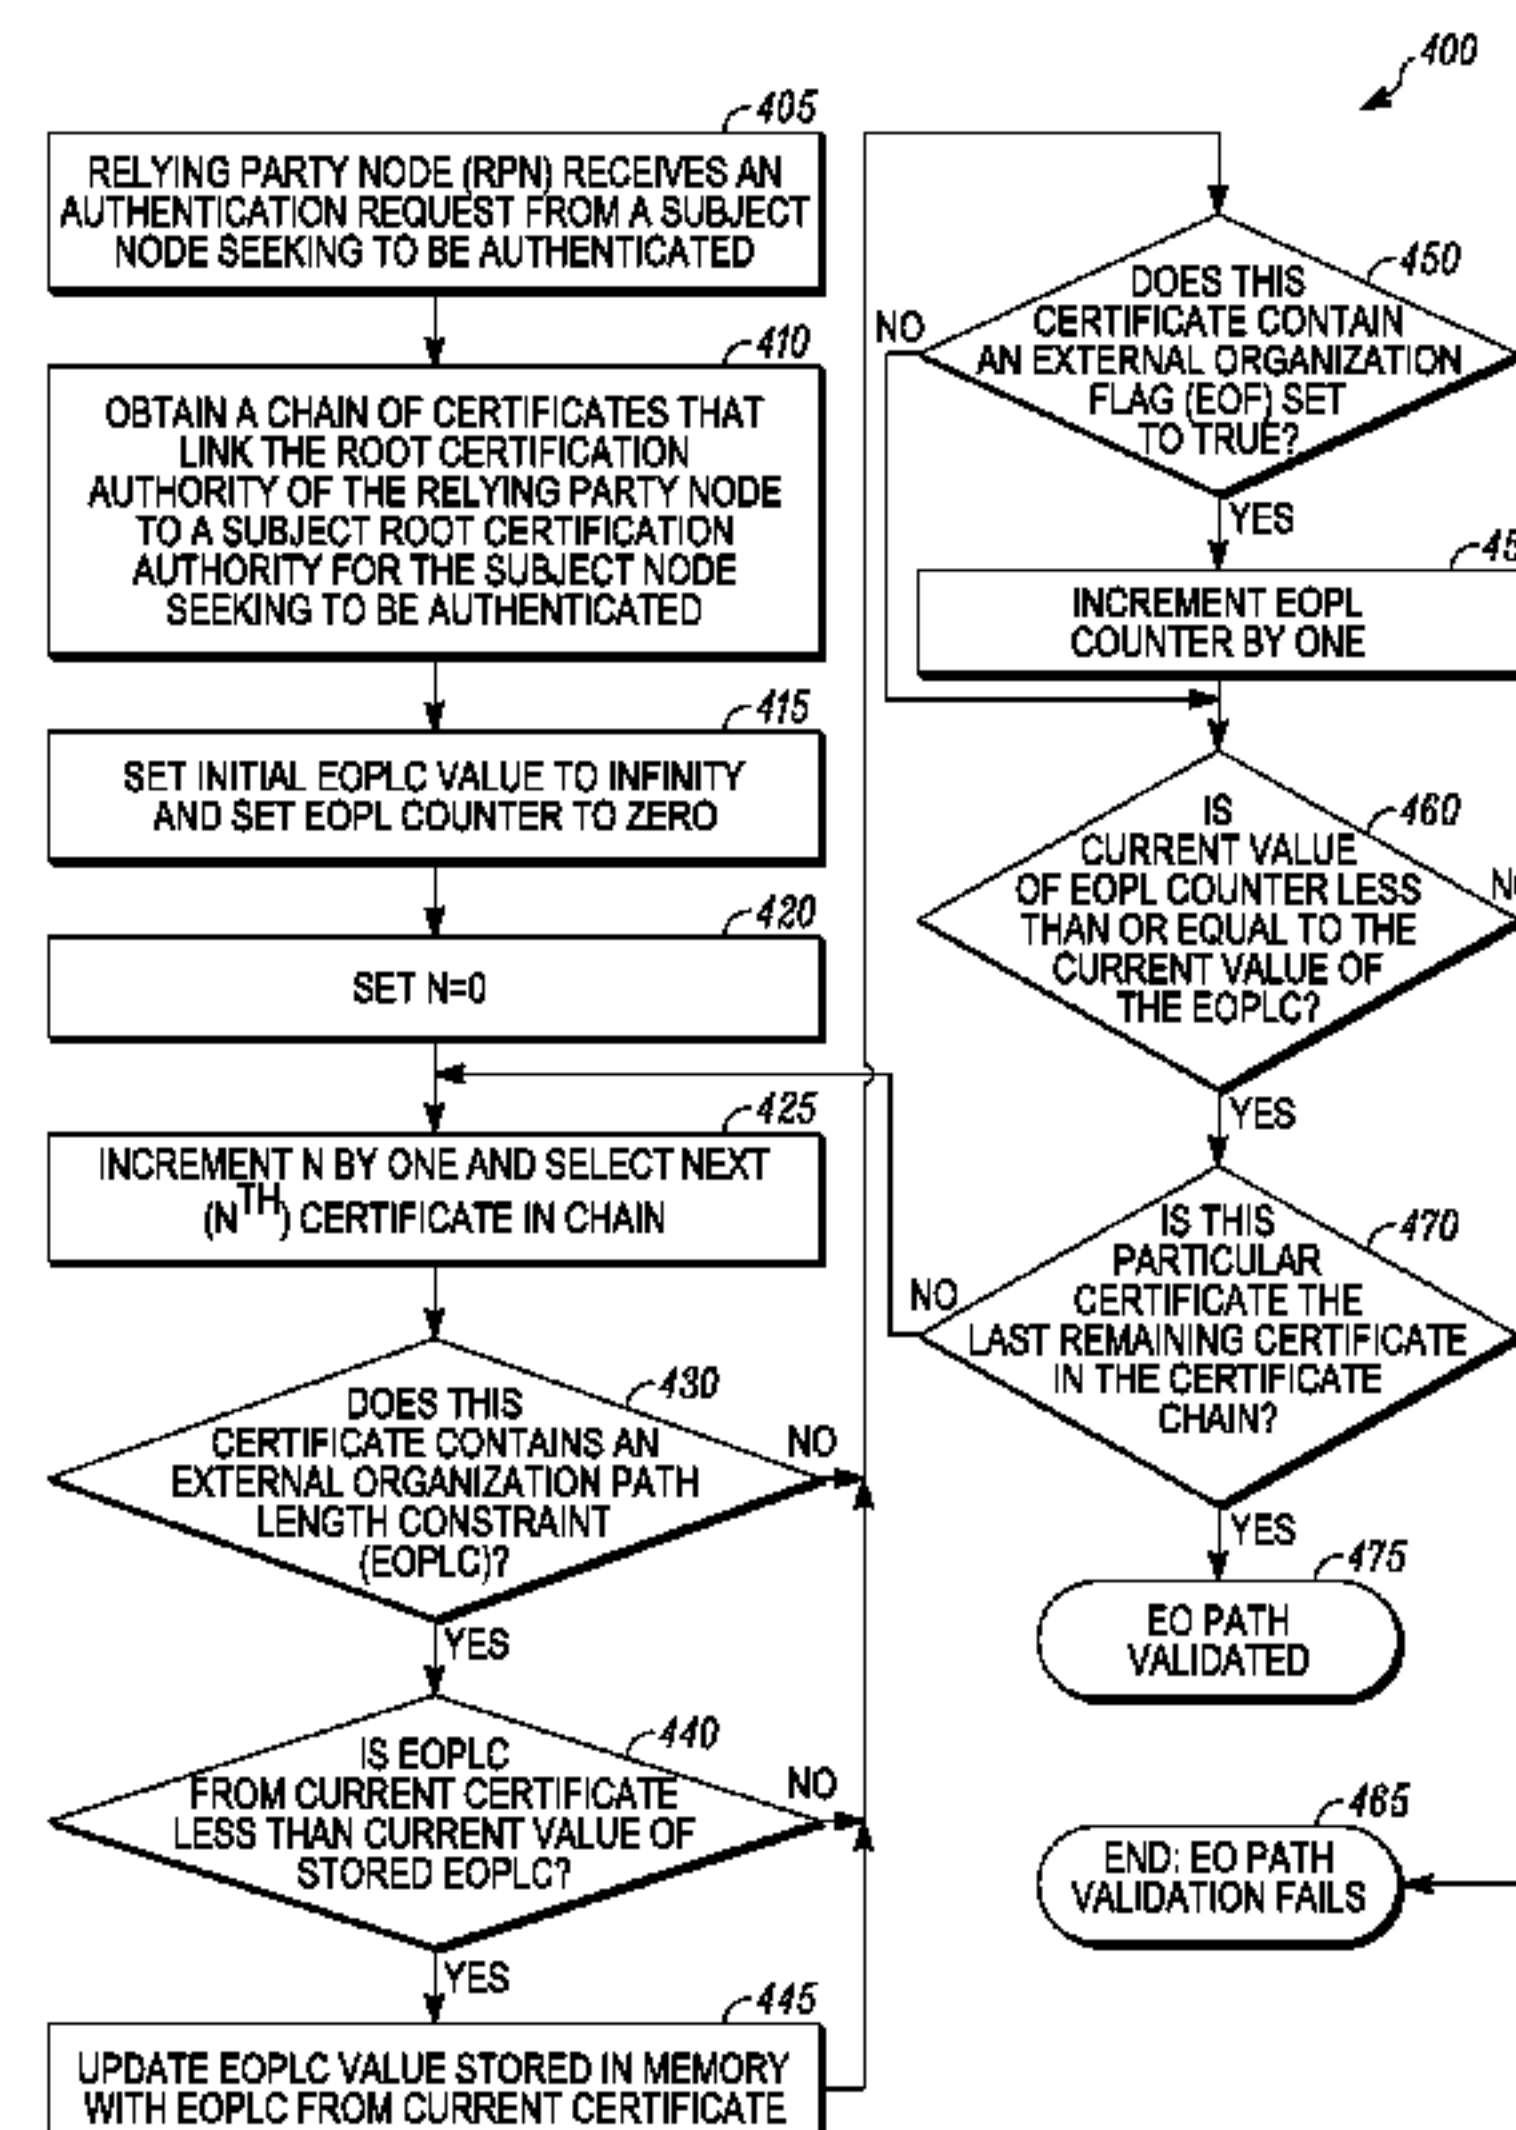 400
405
RELYING PARTY NODE (RPN) RECEIVES AN
AUTHENTICATION REQUEST FROM A SUBJECT
NODE SEEKING TO BE AUTHENTICATED
410
OBTAIN A CHAIN OF CERTIFICATES THAT
LINK THE ROOT CERTIFICATION
AUTHORITY OF THE RELYING PARTY NODE
TO A SUBJECT ROOT CERTIFICATION
AUTHORITY FOR THE SUBJECT NODE
SEEKING TO BE AUTHENTICATED
415
SET INITIAL EOPLC VALUE TO INFINITY
AND SET EOPL COUNTER TO ZERO
420
SET N=0
425
INCREMENT N BY ONE AND SELECT NEXT
(N^TH) CERTIFICATE IN CHAIN
430
DOES THIS
CERTIFICATE CONTAINS AN
EXTERNAL ORGANIZATION PATH
LENGTH CONSTRAINT
(EOPLC)?
NO
YES
440
IS EOPLC
FROM CURRENT CERTIFICATE
LESS THAN CURRENT VALUE OF
STORED EOPLC?
NO
YES
445
UPDATE EOPLC VALUE STORED IN MEMORY
WITH EOPLC FROM CURRENT CERTIFICATE
450
DOES THIS
CERTIFICATE CONTAIN
AN EXTERNAL ORGANIZATION
FLAG (EOF) SET
TO TRUE?
NO
YES
INCREMENT EOPL
COUNTER BY ONE
460
IS
CURRENT VALUE
OF EOPL COUNTER LESS
THAN OR EQUAL TO THE
CURRENT VALUE OF
THE EOPLC?
YES
470
IS THIS
PARTICULAR
CERTIFICATE THE
LAST REMAINING CERTIFICATE
IN THE CERTIFICATE
CHAIN?
NO
YES
475
EO PATH
VALIDATED
465
END: EO PATH
VALIDATION FAILS